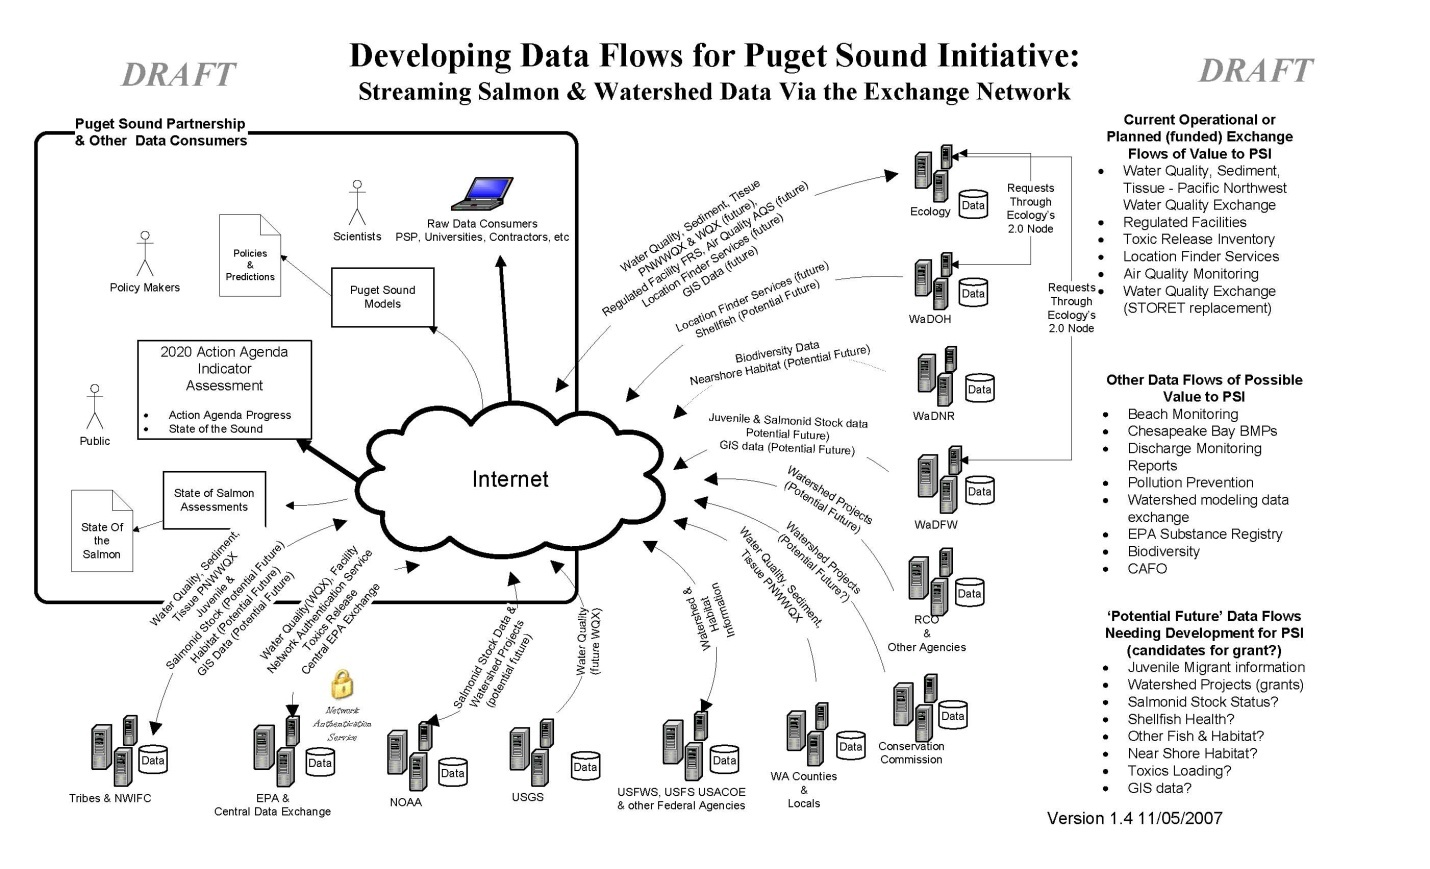 DRAFT
Developing Data Flows for Puget Sound Initiative:
Streaming Salmon & Watershed Data Via the Exchange Network
DRAFT
Puget Sound Partnership
& Other Data Consumers
Policy Makers
Policies
&
Predictions
Scientists
Raw Data Consumers
PSP, Universities, Contractors, etc
Puget Sound
Models
2020 Action Agenda
Indicator
Assessment
• Action Agenda Progress
• State of the Sound
Public
State of Salmon
Assessments
State Of
the
Salmon
Internet
Water Quality, Sediment, Tissue
PNWWQX & WQX (future),
Regulated Facility FRS, Air Quality AQS (future)
Location Finder Services (future)
GIS Data (future)
Ecology
Data
Location Finder Services (future)
Shellfish (Potential Future)
WaDOH
Data
Biodiversity Data
Nearshore Habitat (Potential Future)
WaDNR
Data
Juvenile & Salmonid Stock data
Potential Future)
GIS data (Potential Future)
WaDFW
Data
Requests
Through
Ecology's
2.0 Node
Requests
Through
Ecology's
2.0 Node
Watershed Projects
(Potential Future)
RCO
&
Other Agencies
Data
Watershed Projects
(Potential Future?)
Conservation
Commission
Data
Water Quality, Sediment,
Tissue PNWWQX
WA Counties
&
Locals
Data
Watershed &
Habitat
Information
USFWS, USFS USACOE
& other Federal Agencies
Data
Water Quality
(future WQX)
USGS
Data
Salmonid Stock Data &
Watershed Projects
(potential future)
NOAA
Data
Water Quality(WQX), Facility
Network Authentication Service
Toxics Release
Central EPA Exchange
Network
Authentication
Service
EPA &
Central Data Exchange
Data
Water Quality, Sediment,
Tissue PNWWQX
Juvenile &
Salmonid Stock (Potential Future)
Habitat (Potential Future)
GIS Data (Potential Future)
Tribes & NWIFC
Data
Current Operational or
Planned (funded) Exchange
Flows of Value to PSI
• Water Quality, Sediment,
Tissue - Pacific Northwest
Water Quality Exchange
• Regulated Facilities
• Toxic Release Inventory
• Location Finder Services
• Air Quality Monitoring
• Water Quality Exchange
(STORET replacement)
Other Data Flows of Possible
Value to PSI
• Beach Monitoring
• Chesapeake Bay BMPs
• Discharge Monitoring
Reports
• Pollution Prevention
• Watershed modeling data
exchange
• EPA Substance Registry
• Biodiversity
• CAFO
‘Potential Future’ Data Flows
Needing Development for PSI
(candidates for grant?)
• Juvenile Migrant information
• Watershed Projects (grants)
• Salmonid Stock Status?
• Shellfish Health?
• Other Fish & Habitat?
• Near Shore Habitat?
• Toxics Loading?
• GIS data?
Version 1.4 11/05/2007